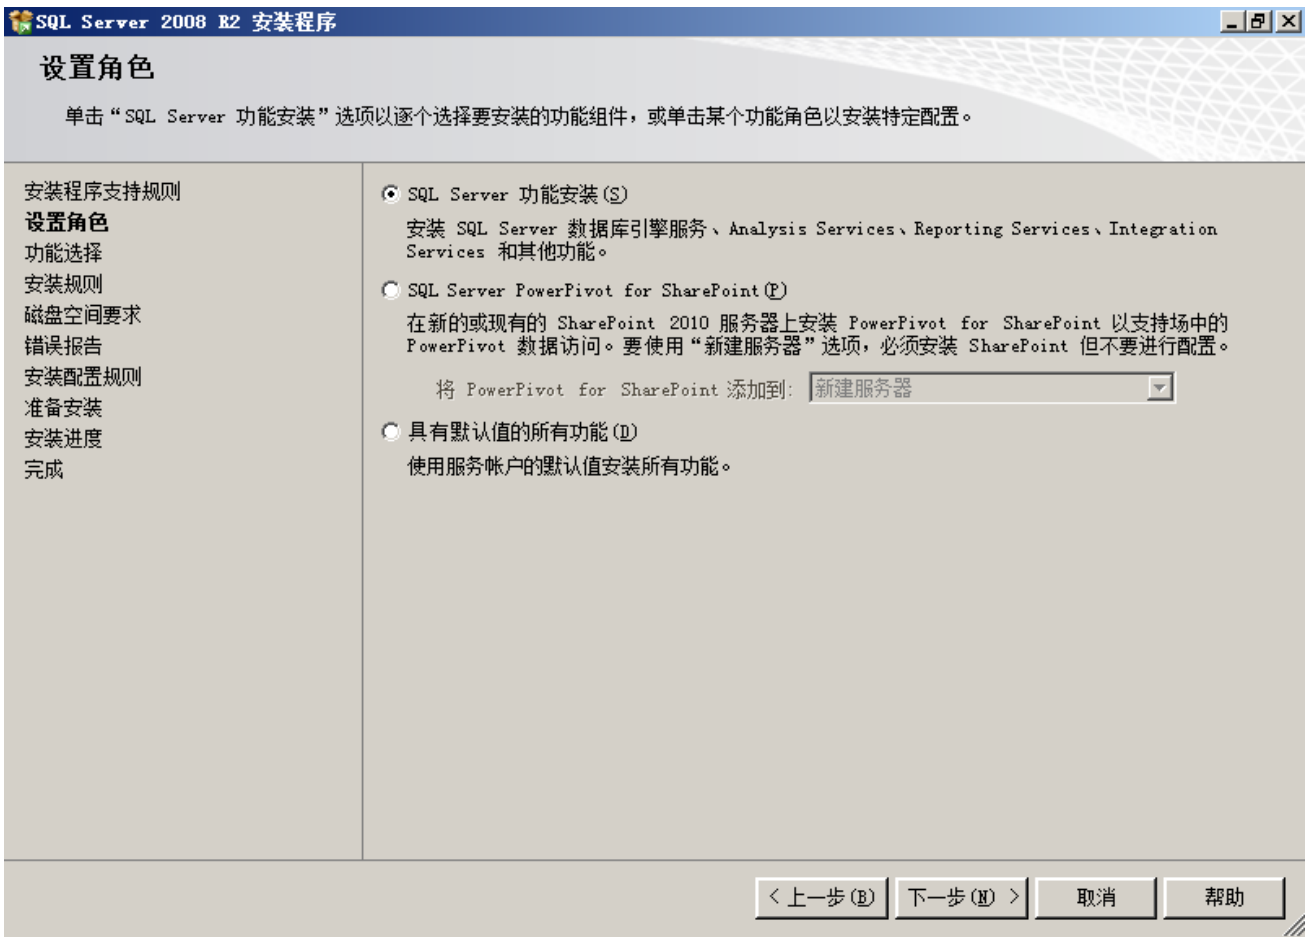 SQL Server 2008 R2 安装程序
设置角色
单击“SQL Server 功能安装”选项以逐个选择要安装的功能组件，或单击某个功能角色以安装特定配置。
安装程序支持规则
设置角色
功能选择
安装规则
磁盘空间要求
错误报告
安装配置规则
准备安装
安装进度
完成
SQL Server 功能安装(S)
安装 SQL Server 数据库引擎服务、Analysis Services、Reporting Services、Integration
Services 和其他功能。
SQL Server PowerPivot for SharePoint(P)
在新的或现有的 SharePoint 2010 服务器上安装 PowerPivot for SharePoint 以支持场中的
PowerPivot 数据访问。要使用“新建服务器”选项，必须安装 SharePoint 但不要进行配置。
将 PowerPivot for SharePoint 添加到: 新建服务器
具有默认值的所有功能(D)
使用服务帐户的默认值安装所有功能。
< 上一步(B) 下一步(N) > 取消 帮助